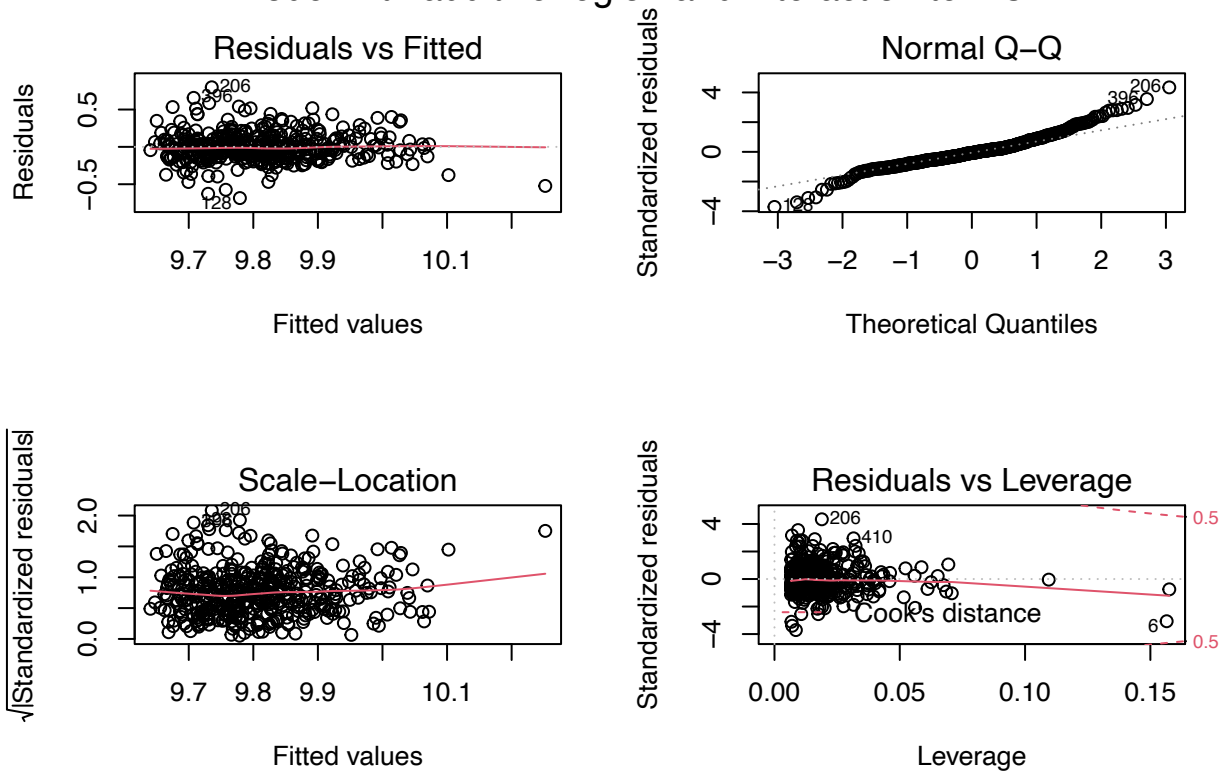 Residuals vs Fitted
Residuals
0.5
−0.5
206
396
128
9.7 9.8 9.9 10.1
Fitted values
Normal Q−Q
Standardized residuals
4
0
−4
206
396
128
−3 −2 −1 0 1 2 3
Theoretical Quantiles
Scale−Location
√|Standardized residuals|
2.0
1.0
0.0
206
396
9.7 9.8 9.9 10.1
Fitted values
Residuals vs Leverage
Standardized residuals
4
0
−4
206
410
6
Cook's distance
0.5
0.5
0.00 0.05 0.10 0.15
Leverage